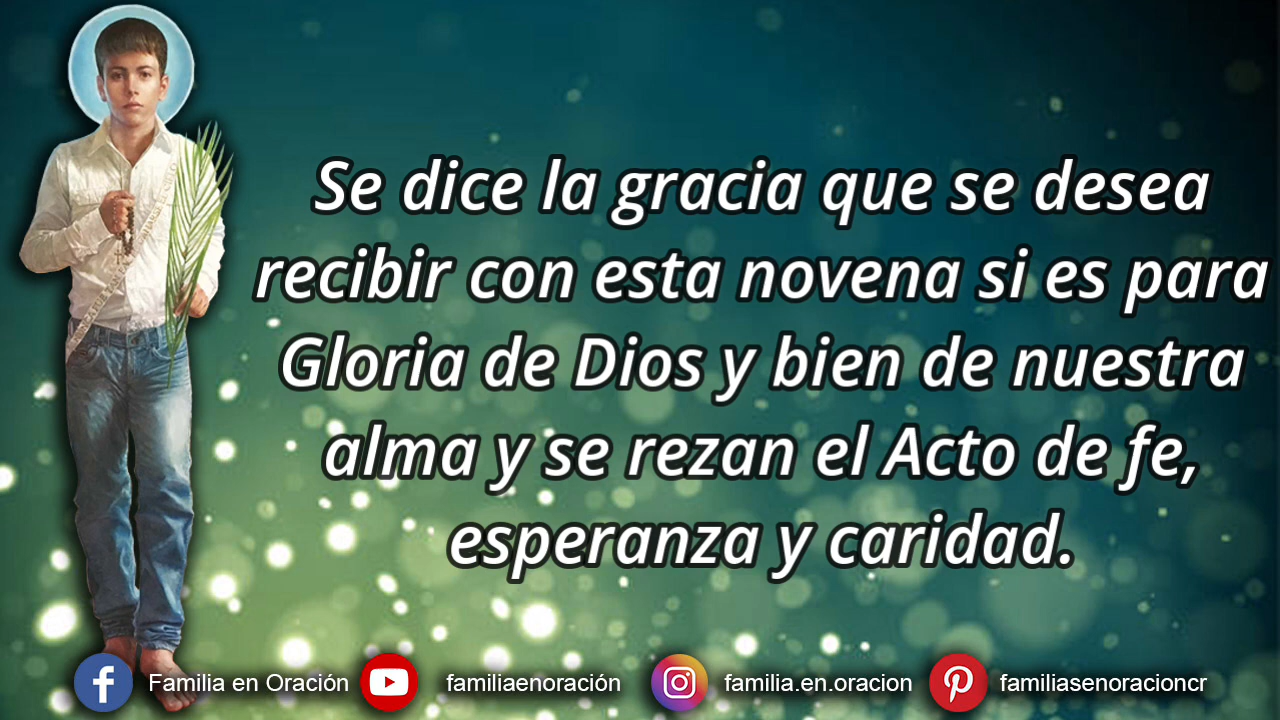 Se dice la gracia que se desea
recibir con esta novena si es para
Gloria de Dios y bien de nuestra
alma y se rezan el Acto de fe,
esperanza y caridad.
Familia en Oración
familiaenoración
familia.en.oracion
familiasenoracioncr